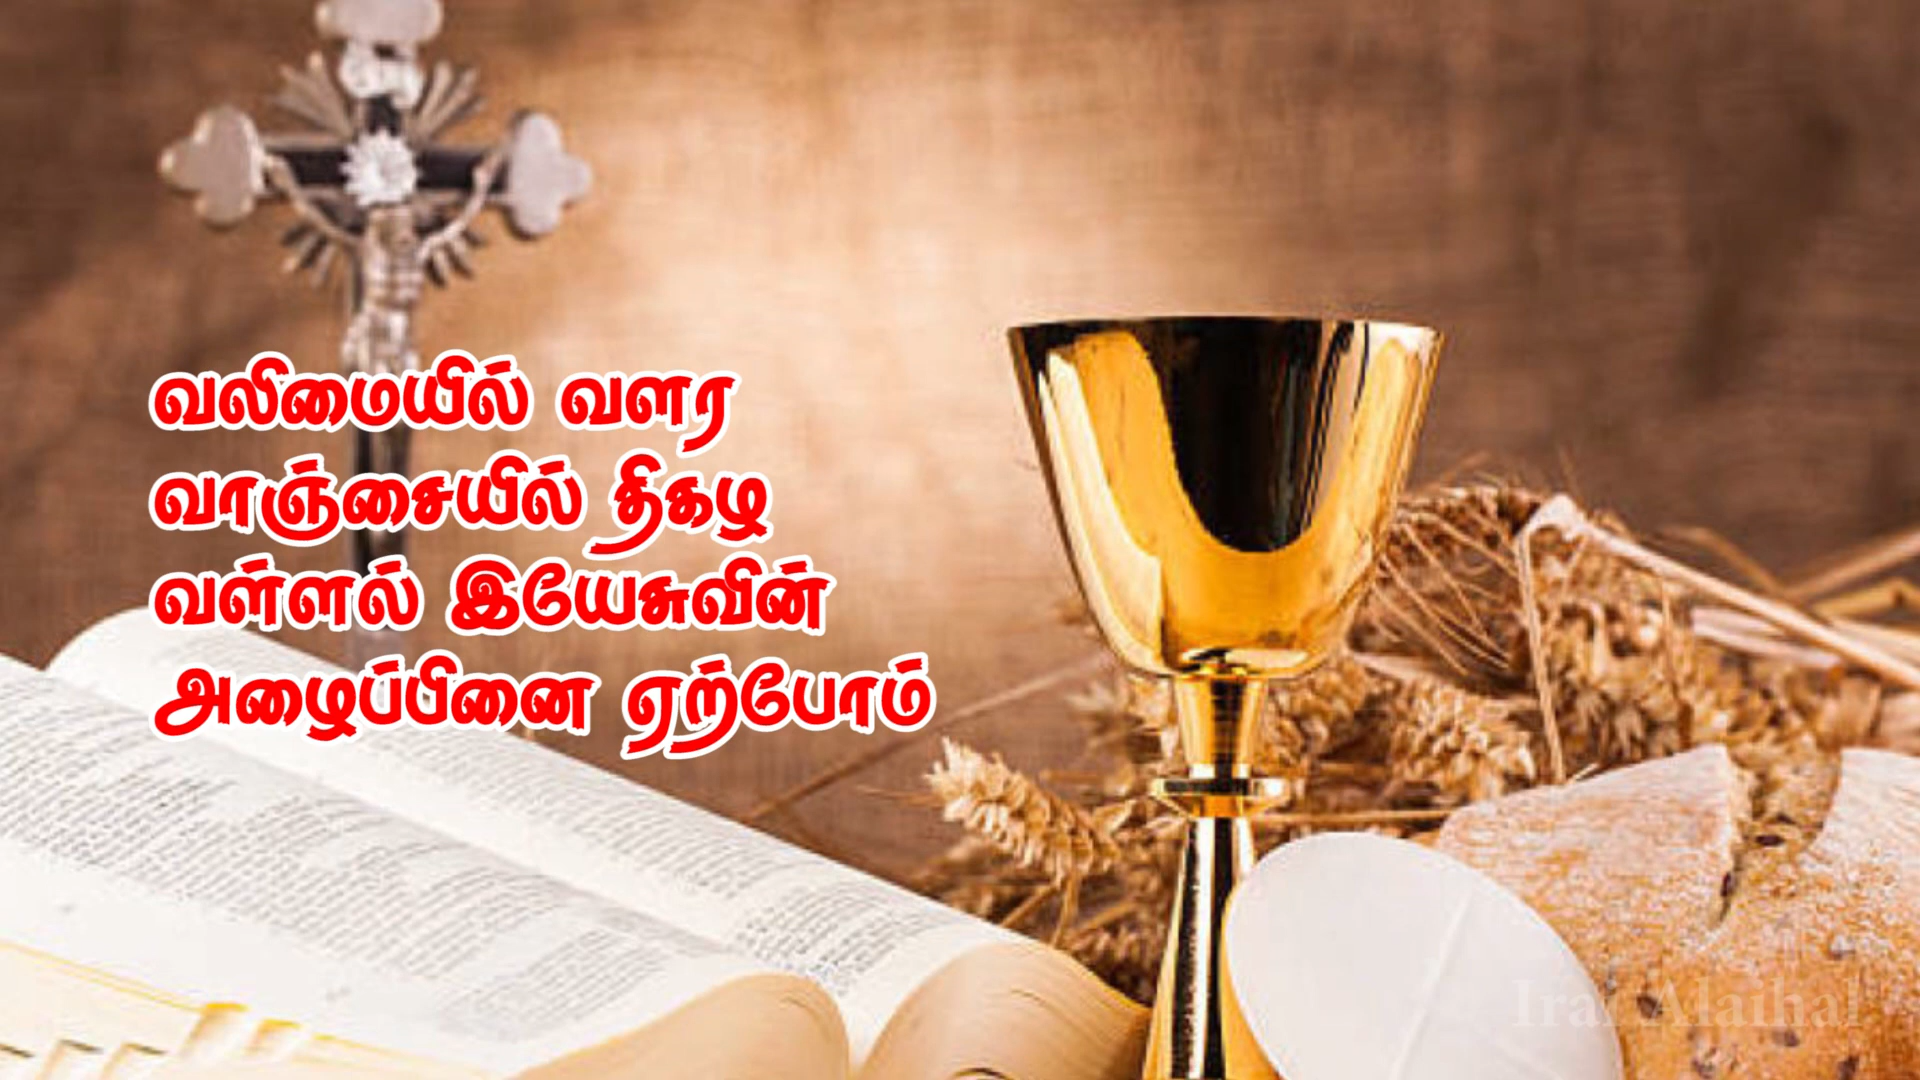 வலிமையில் வளர
வாஞ்சையில் திகழ
வள்ளல் இயேசுவின்
அழைப்பினை ஏற்போம்